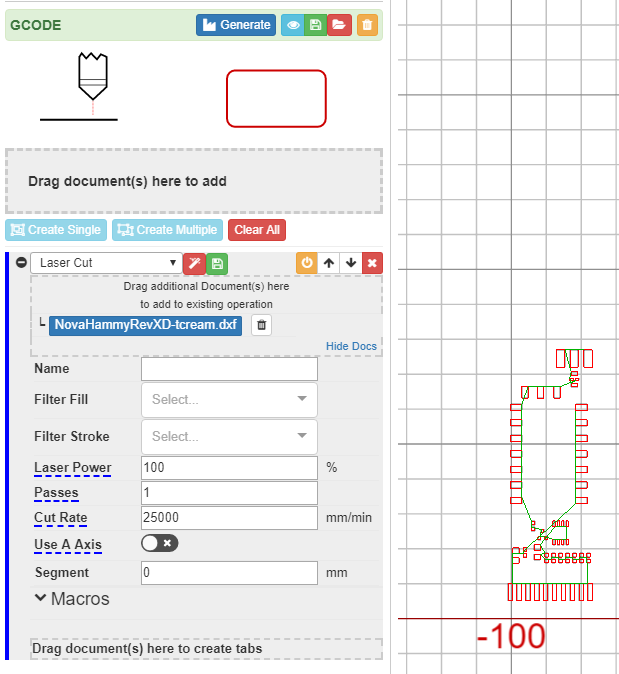 GCODE
Generate
Drag document(s) here to add
Create Single
Create Multiple
Clear All
Laser Cut
Drag additional Document(s) here
to add to existing operation
NovaHammyRevXD-tcream.dxf
Hide Docs
Name
Filter Fill
Select...
Filter Stroke
Select...
Laser Power
100
%
Passes
1
Cut Rate
25000
mm/min
Use A Axis
Segment
0
mm
Macros
Drag document(s) here to create tabs
-100